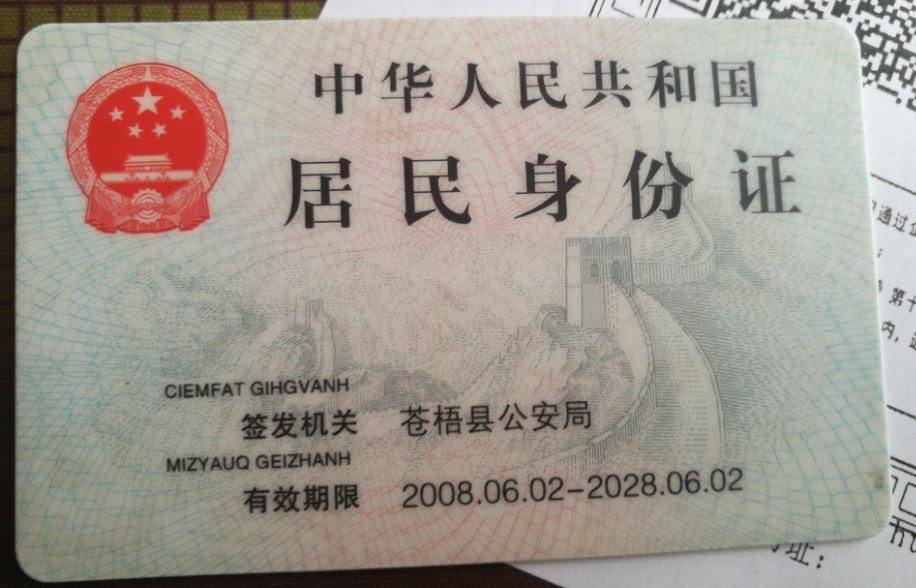 中华人民共和国
居民身份证
CIEMFAT GIHGVANH
签发机关 苍梧县公安局
MIZYAUQ GEIZHANH
有效期限 2008.06.02-2028.06.02
通过
第十
内，
址：